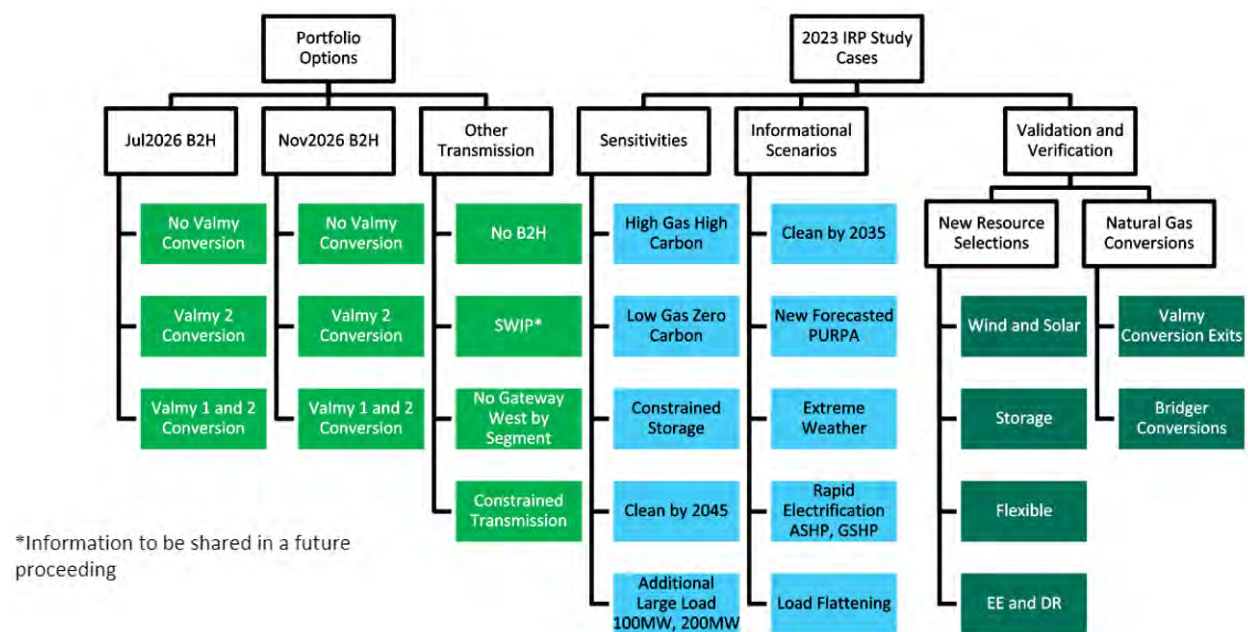 Portfolio
Options
2023 IRP Study
Cases
Jul2026 B2H
Nov2026 B2H
Other
Transmission
Sensitivities
Informational
Scenarios
Validation and
Verification
No Valmy
Conversion
Valmy 2
Conversion
Valmy 1 and 2
Conversion
No Valmy
Conversion
Valmy 2
Conversion
Valmy 1 and 2
Conversion
No B2H
SWIP*
No Gateway
West by
Segment
Constrained
Transmission
High Gas High
Carbon
Low Gas Zero
Carbon
Constrained
Storage
Clean by 2045
Additional
Large Load
100MW, 200MW
Clean by 2035
New Forecasted
PURPA
Extreme
Weather
Rapid
Electrification
ASHP, GSHP
Load Flattening
New Resource
Selections
Wind and Solar
Storage
Flexible
EE and DR
Natural Gas
Conversions
Valmy
Conversion Exits
Bridger
Conversions
*Information to be shared in a future
proceeding